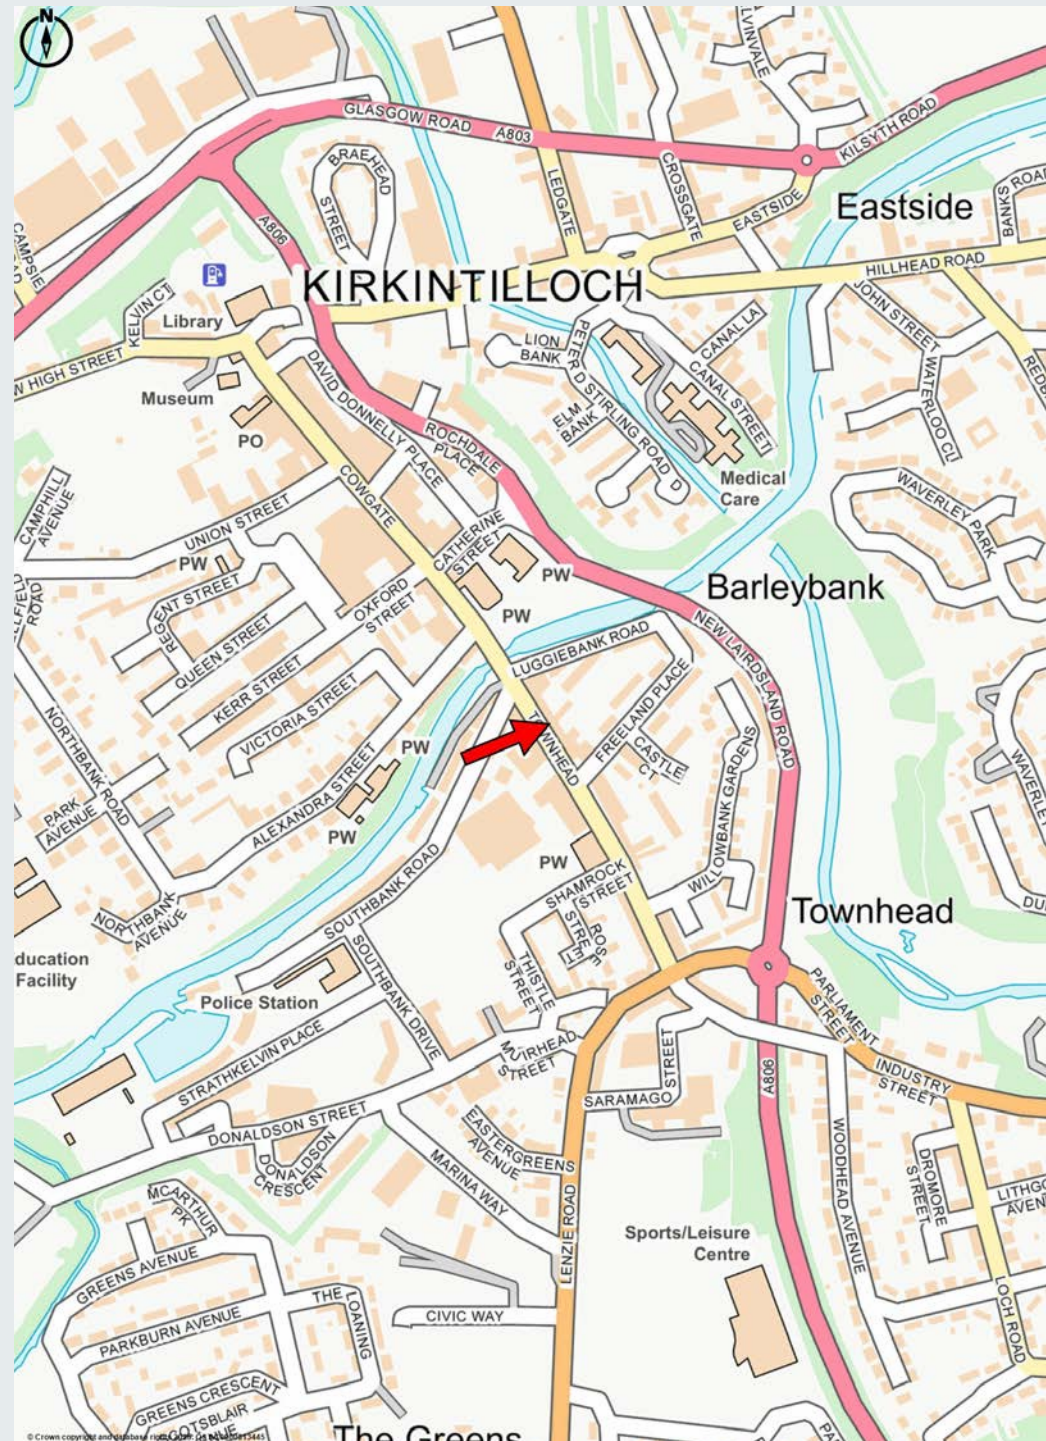 N
GLASGOW ROAD
A803
KILSYTH ROAD
BRAEHEAD
STREET
LEDGATE
CROSSGATE
EASTSIDE
Eastside
BANKS
ROAD
HILLHEAD ROAD
CAMPSIE
A806
KIRKINTILLOCH
KELVIN CT
Library
W HIGH STREET
Museum
PO
DAVID DONNELLY PLACE
ROCHDALE
PLACE
COWGATE
LION
BANK
PETER D STIRLING ROAD
ELM
BANK
CANAL LA
CANAL STREET
JOHN STREET
WATERLOO CL
Medical
Care
WAVERLEY PARK
CAMPHILL
AVENUE
UNION STREET
CATHERINE
STREET
PW
PW
PW
REGENT STREET
OXFORD
STREET
QUEEN STREET
KERR STREET
VICTORIA STREET
ROAD
Barleybank
NEW LAIRDSLAND ROAD
LUGGIEBANK ROAD
FREELAND PLACE
CASTLE
CT
TOWNHEAD
WAVERLEY
NORTHBANK ROAD
PARK
AVENUE
ALEXANDRA STREET
PW
PW
WILLOWBANK GARDENS
NORTHBANK
AVENUE
SOUTHBANK ROAD
PW
SHAMROCK
STREET
ROSE
STREET
THISTLE
STREET
Townhead
ducation
Facility
Police Station
SOUTHBANK DRIVE
STRATHKELVIN PLACE
MUIRHEAD
STREET
PARLIAMENT
STREET
INDUSTRY
STREET
A806
SARAMAGO
STREET
DONALDSON STREET
DONALDSON
CRESCENT
EASTERGREENS
AVENUE
MARINA WAY
LENZIE ROAD
WOODHEAD AVENUE
DROMORE
STREET
MCARTHUR
PK
GREENS AVENUE
PARKBURN AVENUE
THE LOANING
CIVIC WAY
Sports/Leisure
Centre
LOCH ROAD
GREENS CRESCENT
The Greens